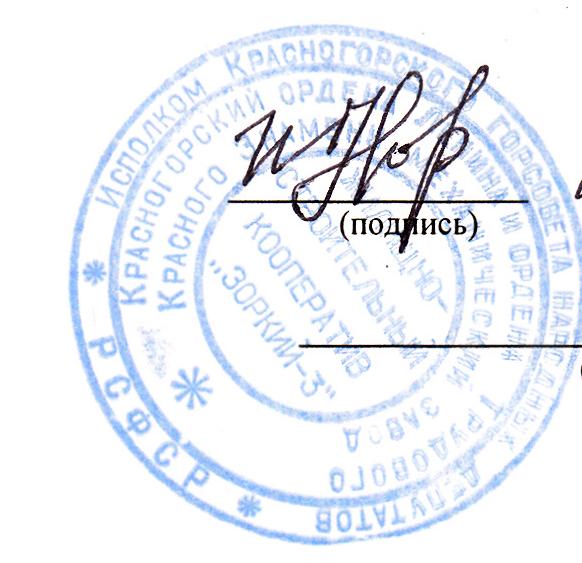 ИСПОЛКОМ КРАСНОГОРСКОГО ГОРСОВЕТА НАРОДНЫХ ДЕПУТАТОВ
* РСФСР *
КРАСНОГОРСКИЙ ОРДЕНА ЛЕНИНА И ОРДЕНА ТРУДОВОГО
КРАСНОГО ЗНАМЕНИ МЕХАНИЧЕСКИЙ ЗАВОД
ЖИЛИЩНО-
СТРОИТЕЛЬНЫЙ
КООПЕРАТИВ
„ЗОРКИЙ-3"
(подпись)